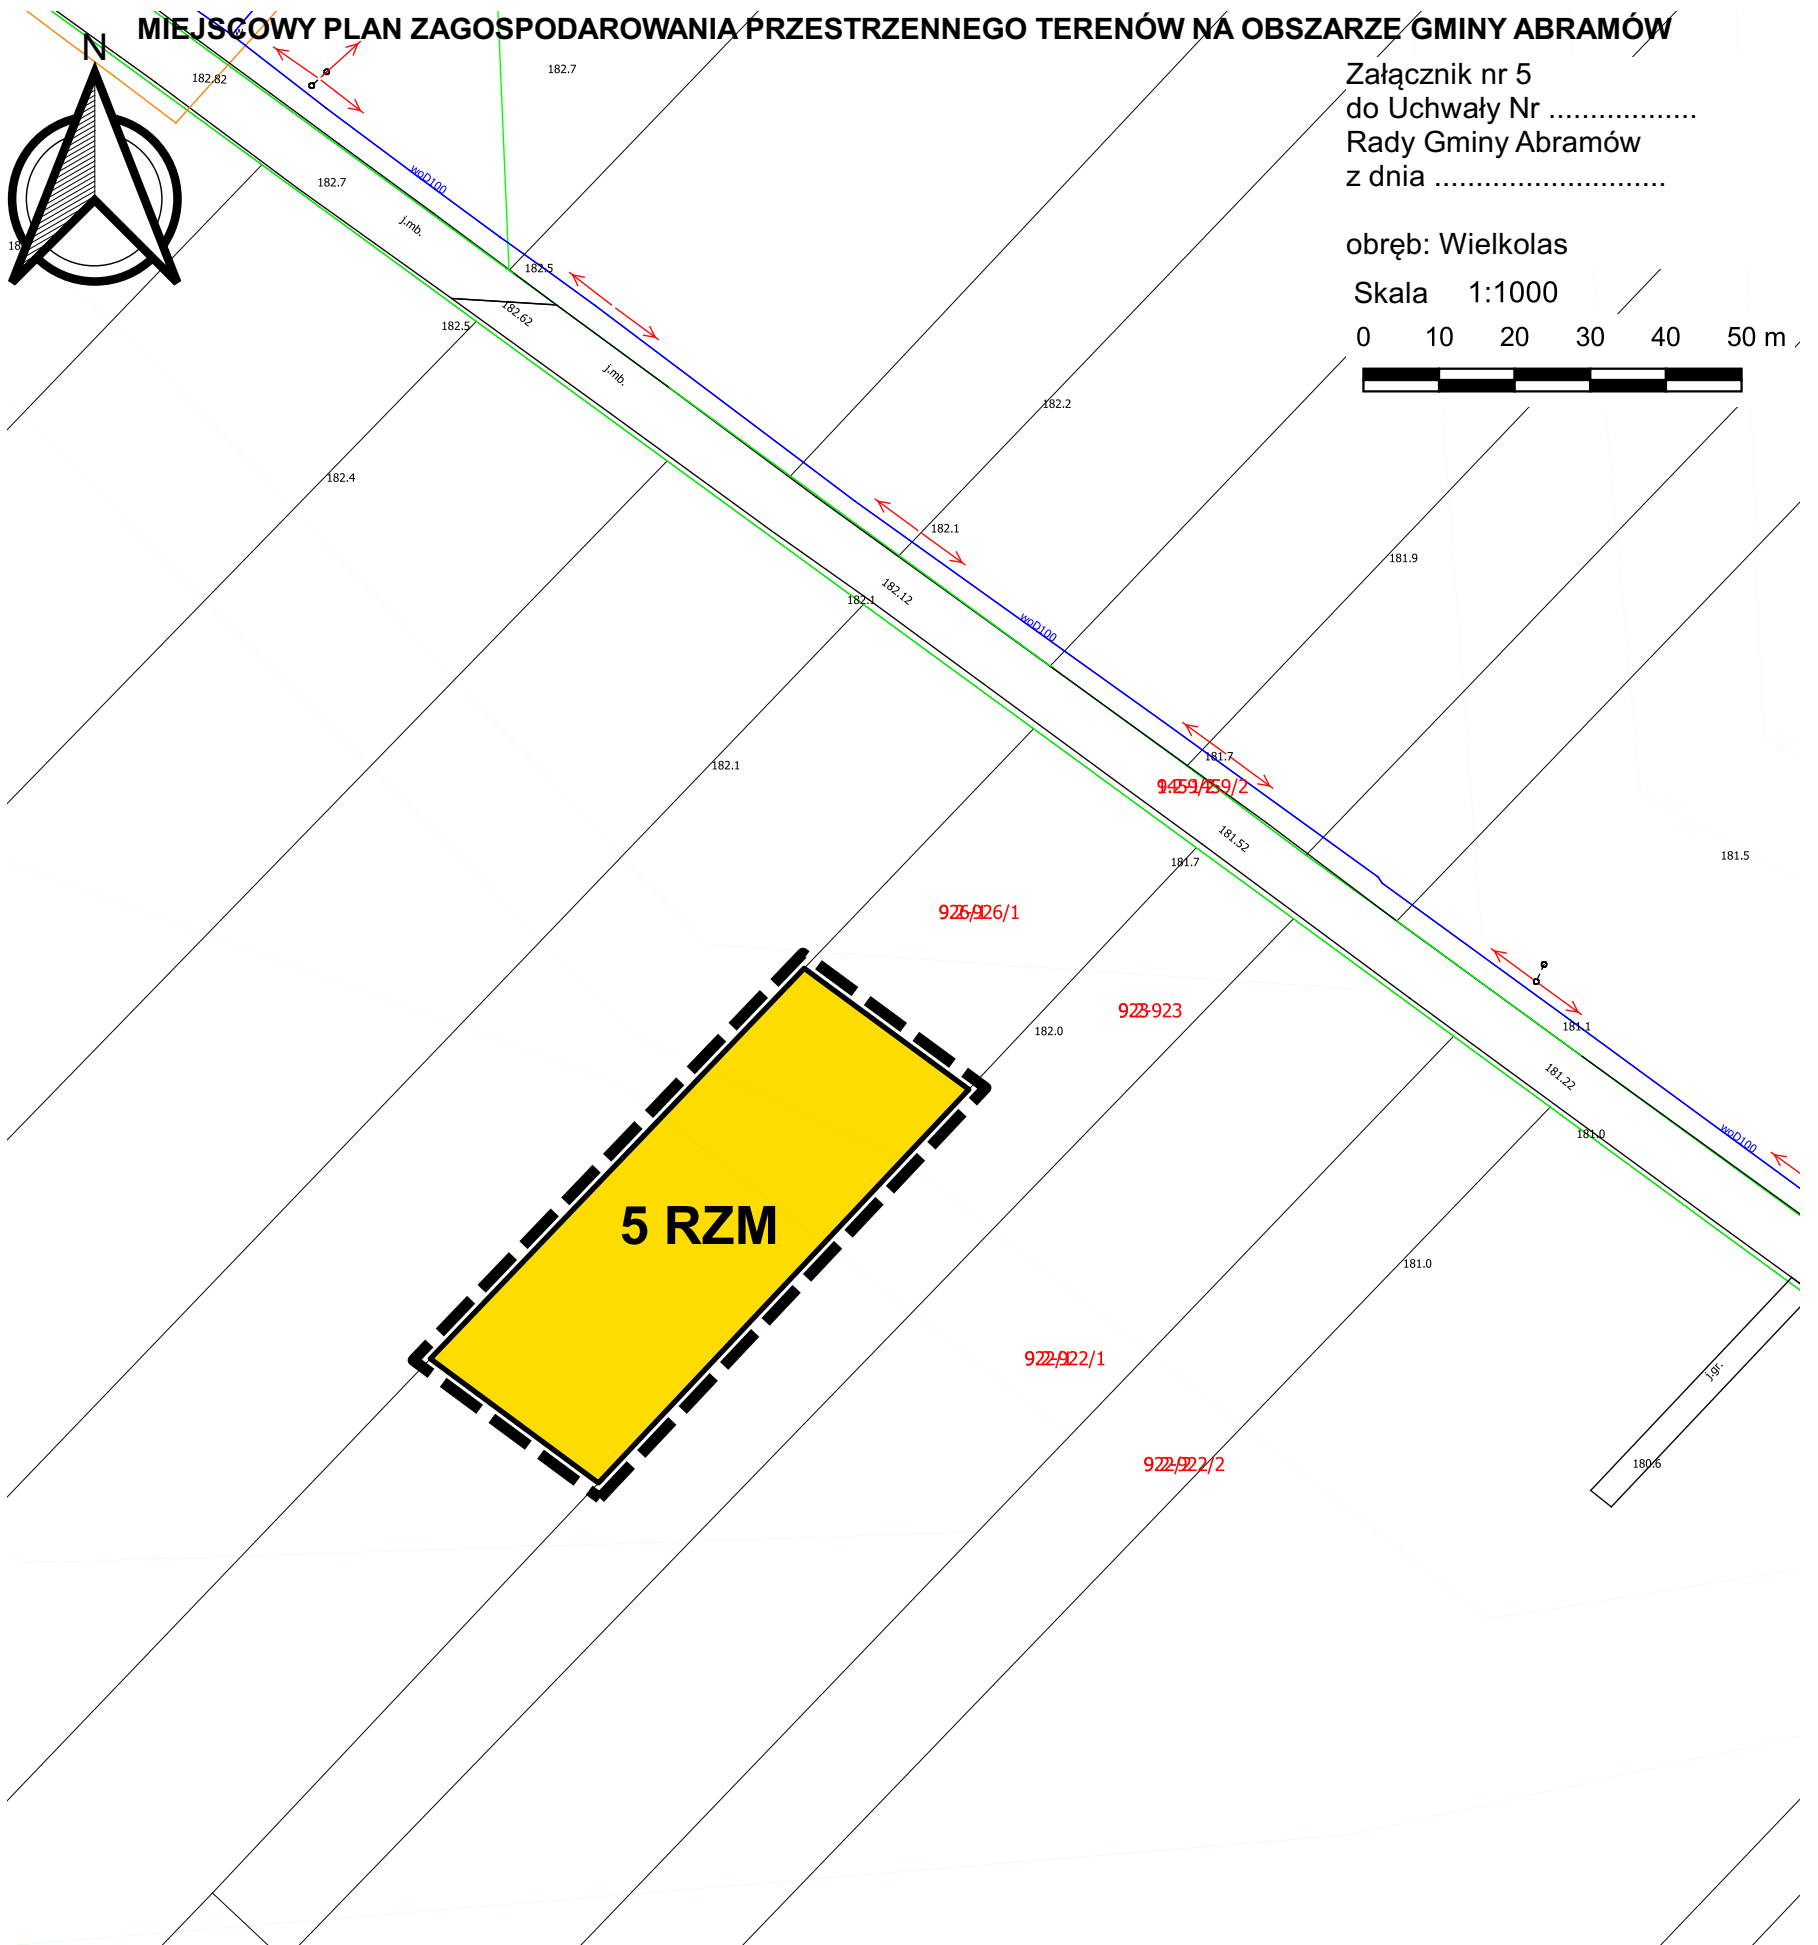 MIEJSCOWY PLAN ZAGOSPODAROWANIA PRZESTRZENNEGO TERENÓW NA OBSZARZE GMINY ABRAMÓW
N
Załącznik nr 5
do Uchwały Nr ..................
Rady Gminy Abramów
z dnia ............................
obręb: Wielkolas
Skala 1:1000
0 10 20 30 40 50 m
182.82
182.7
woD100
182.7
j.mb.
182.5
182.62
182.5
j.mb.
182.2
182.4
182.1
181.9
182.12
182.1
woD100
181.7
182.1
181.52
181.7
181.5
926/1
923
182.0
181.1
181.22
181.0
woD100
5 RZM
181.0
922/1
j.gr.
922/2
180.6